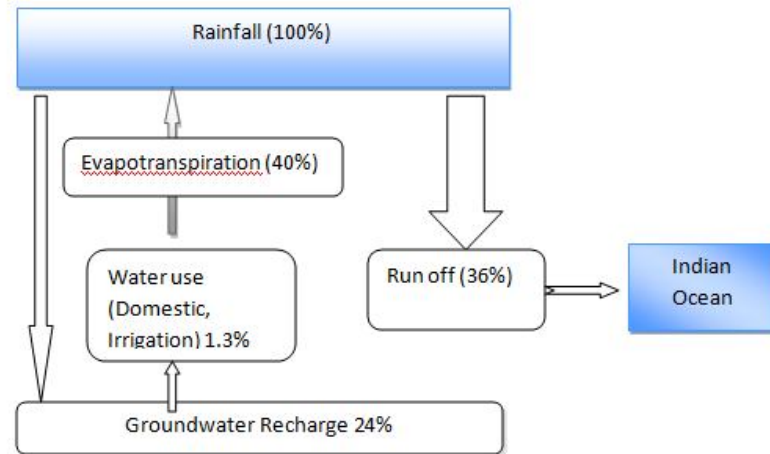 Rainfall (100%)
Evapotranspiration (40%)
Water use
(Domestic,
Irrigation) 1.3%
Run off (36%)
Indian
Ocean
Groundwater Recharge 24%